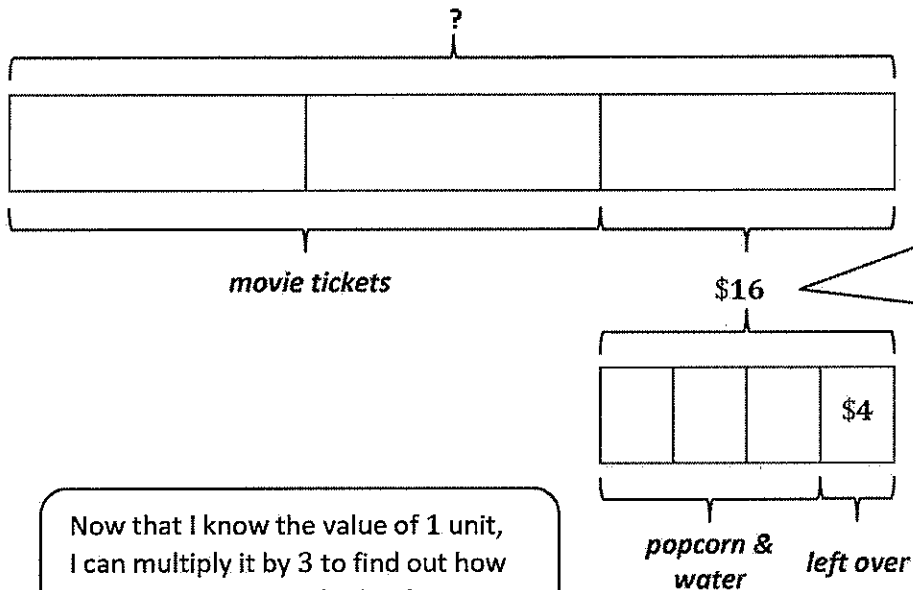 ?
movie tickets
$16
$4
popcorn &
water
left over
Now that I know the value of 1 unit,
I can multiply it by 3 to find out how